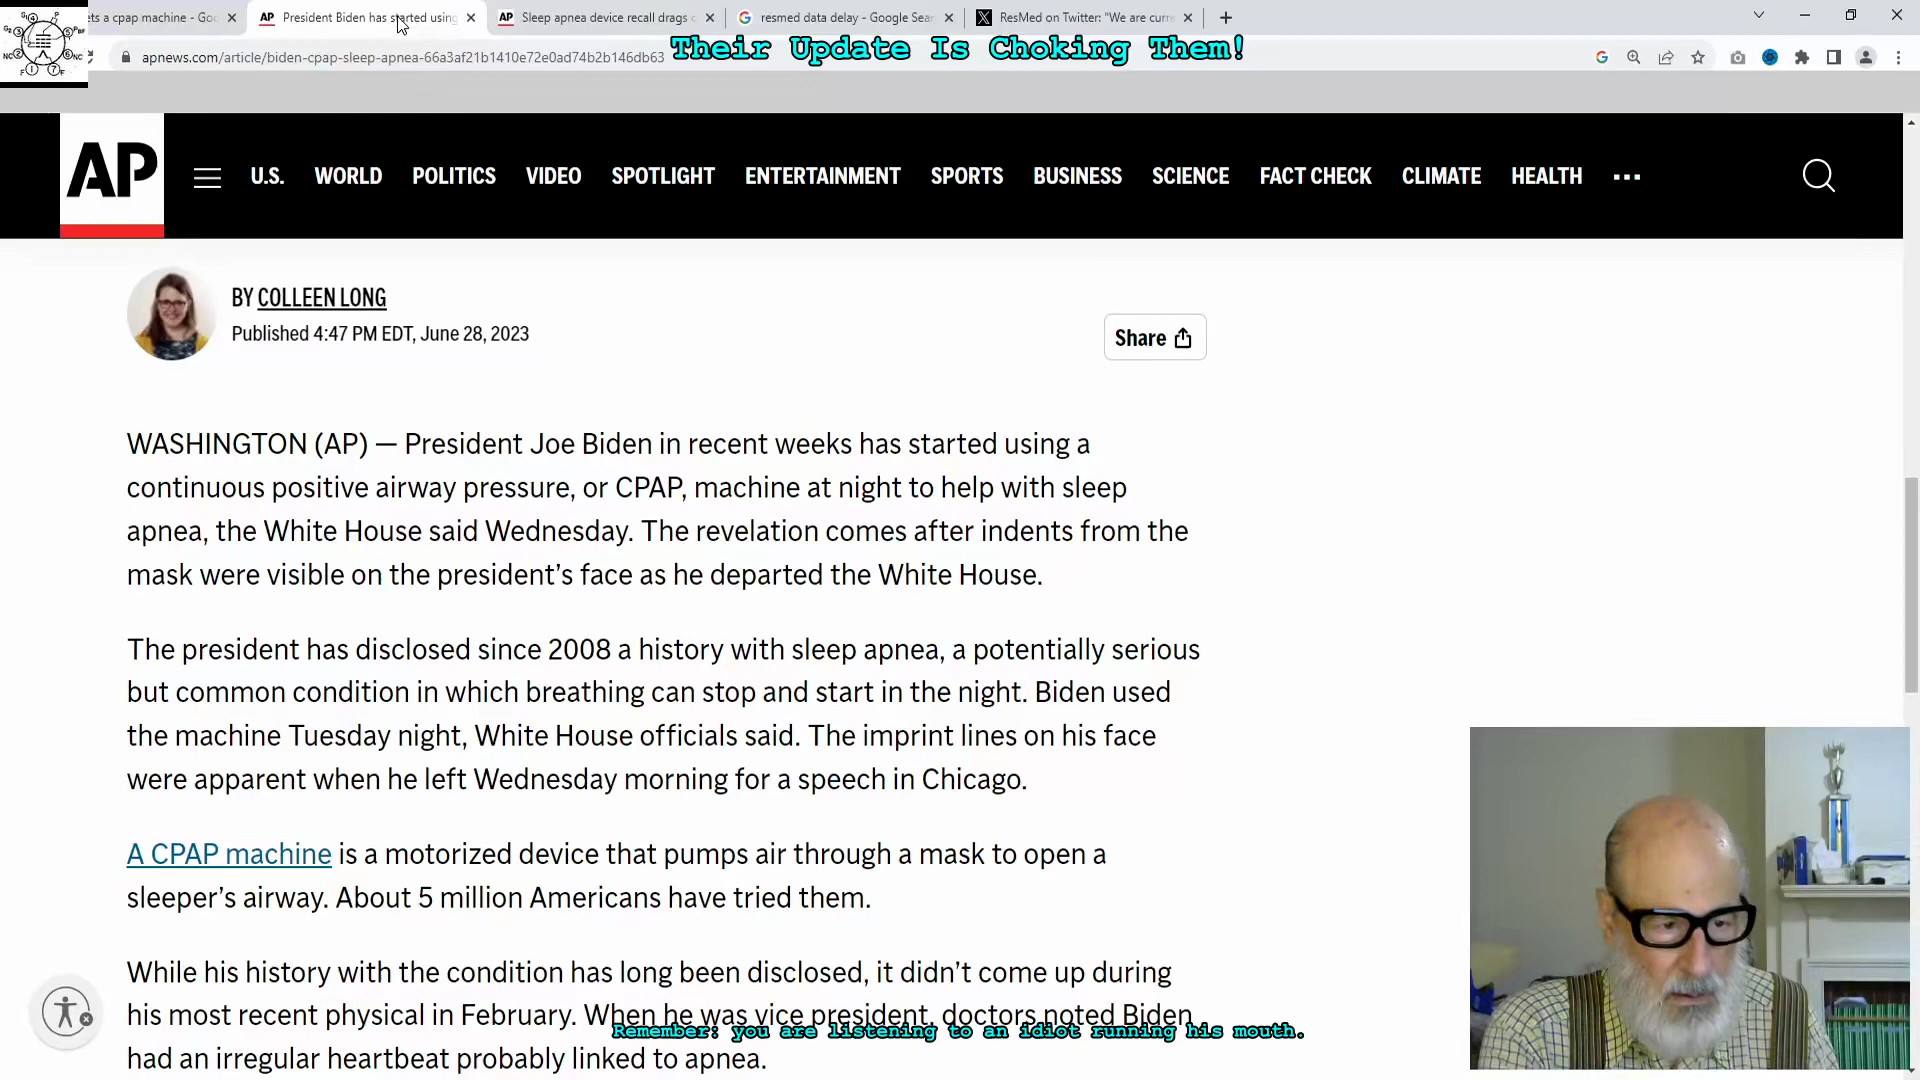 ets a cpap machine - Goo
President Biden has started using
Sleep apnea device recall drags o
resmed data delay - Google Sear
ResMed on Twitter: "We are curre
apnews.com/article/biden-cpap-sleep-apnea-66a3af21b1410e72e0ad74b2b146db63
Their Update Is Choking Them!
AP
U.S. WORLD POLITICS VIDEO SPOTLIGHT ENTERTAINMENT SPORTS BUSINESS SCIENCE FACT CHECK CLIMATE HEALTH
BY COLLEEN LONG
Published 4:47 PM EDT, June 28, 2023
Share
WASHINGTON (AP) — President Joe Biden in recent weeks has started using a
continuous positive airway pressure, or CPAP, machine at night to help with sleep
apnea, the White House said Wednesday. The revelation comes after indents from the
mask were visible on the president’s face as he departed the White House.
The president has disclosed since 2008 a history with sleep apnea, a potentially serious
but common condition in which breathing can stop and start in the night. Biden used
the machine Tuesday night, White House officials said. The imprint lines on his face
were apparent when he left Wednesday morning for a speech in Chicago.
A CPAP machine is a motorized device that pumps air through a mask to open a
sleeper’s airway. About 5 million Americans have tried them.
While his history with the condition has long been disclosed, it didn’t come up during
his most recent physical in February. When he was vice president, doctors noted Biden
Remember: you are listening to an idiot running his mouth.
had an irregular heartbeat probably linked to apnea.